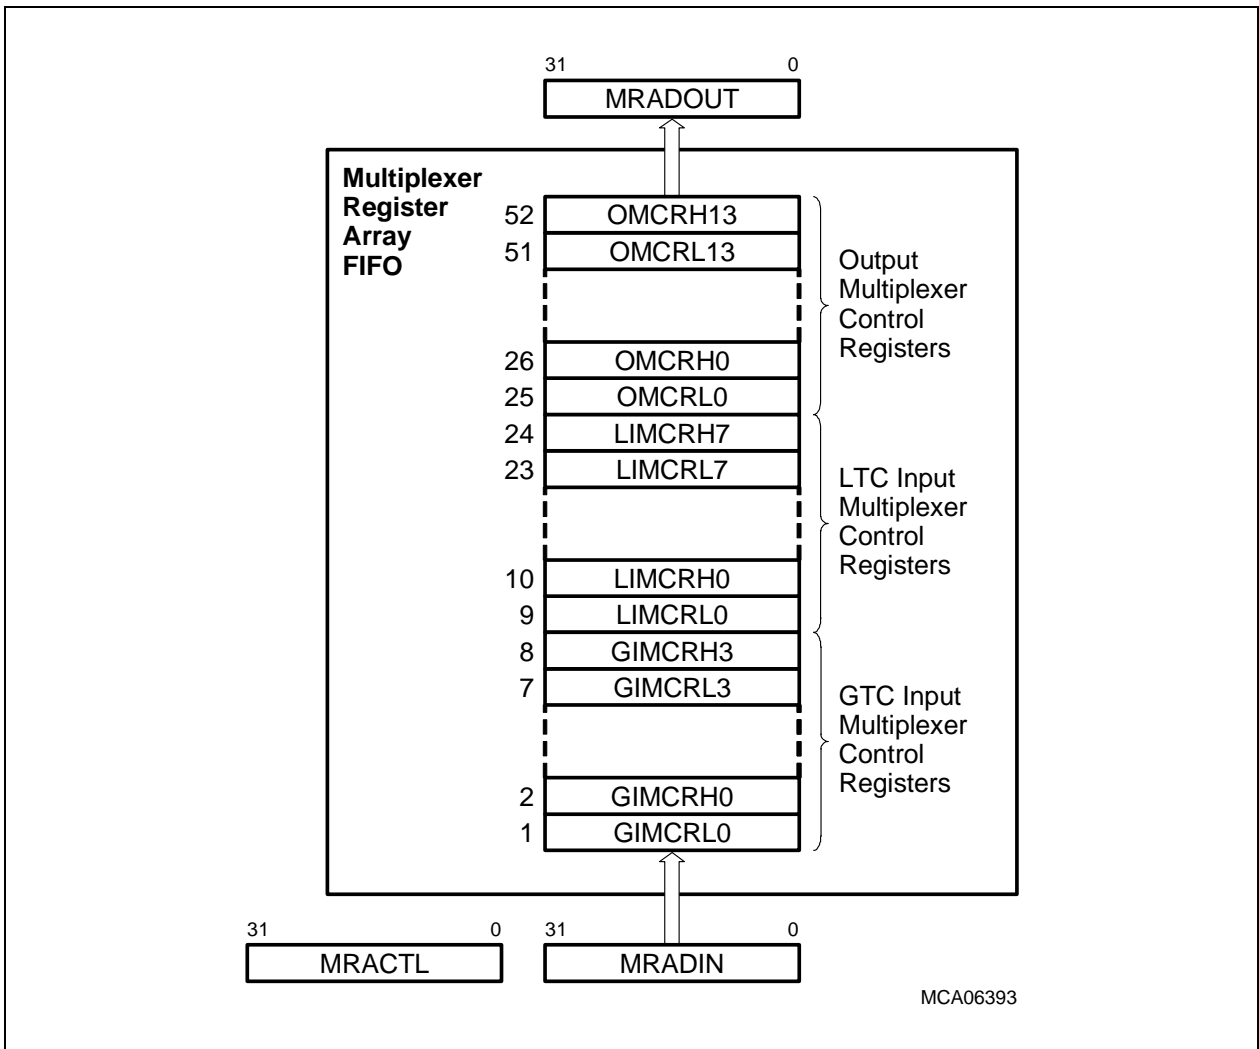 31 0
MRADOUT
Multiplexer
Register
Array
FIFO
52 OMCRH13
51 OMCRL13
26 OMCRH0
25 OMCRL0
Output
Multiplexer
Control
Registers
24 LIMCRH7
23 LIMCRL7
10 LIMCRH0
9 LIMCRL0
LTC Input
Multiplexer
Control
Registers
8 GIMCRH3
7 GIMCRL3
2 GIMCRH0
1 GIMCRL0
GTC Input
Multiplexer
Control
Registers
31 0
MRACTL
31 0
MRADIN
MCA06393